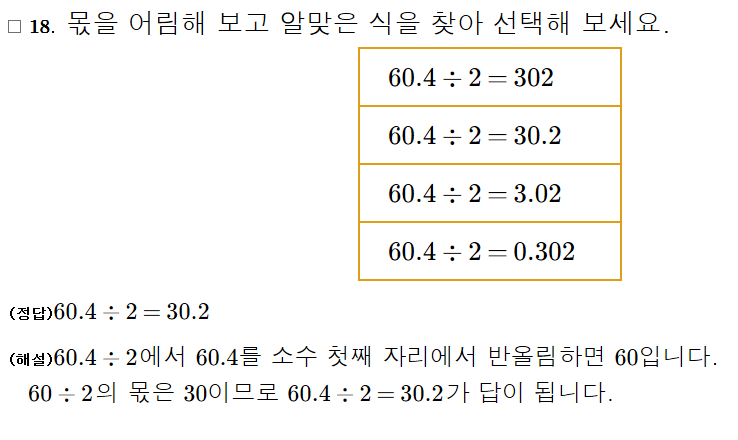 □ 18. 몫을 어림해 보고 알맞은 식을 찾아 선택해 보세요.
60.4 ÷ 2 = 302
60.4 ÷ 2 = 30.2
60.4 ÷ 2 = 3.02
60.4 ÷ 2 = 0.302
(정답)60.4 ÷ 2 = 30.2
(해설)60.4 ÷ 2에서 60.4를 소수 첫째 자리에서 반올림하면 60입니다.
60 ÷ 2의 몫은 30이므로 60.4 ÷ 2 = 30.2가 답이 됩니다.